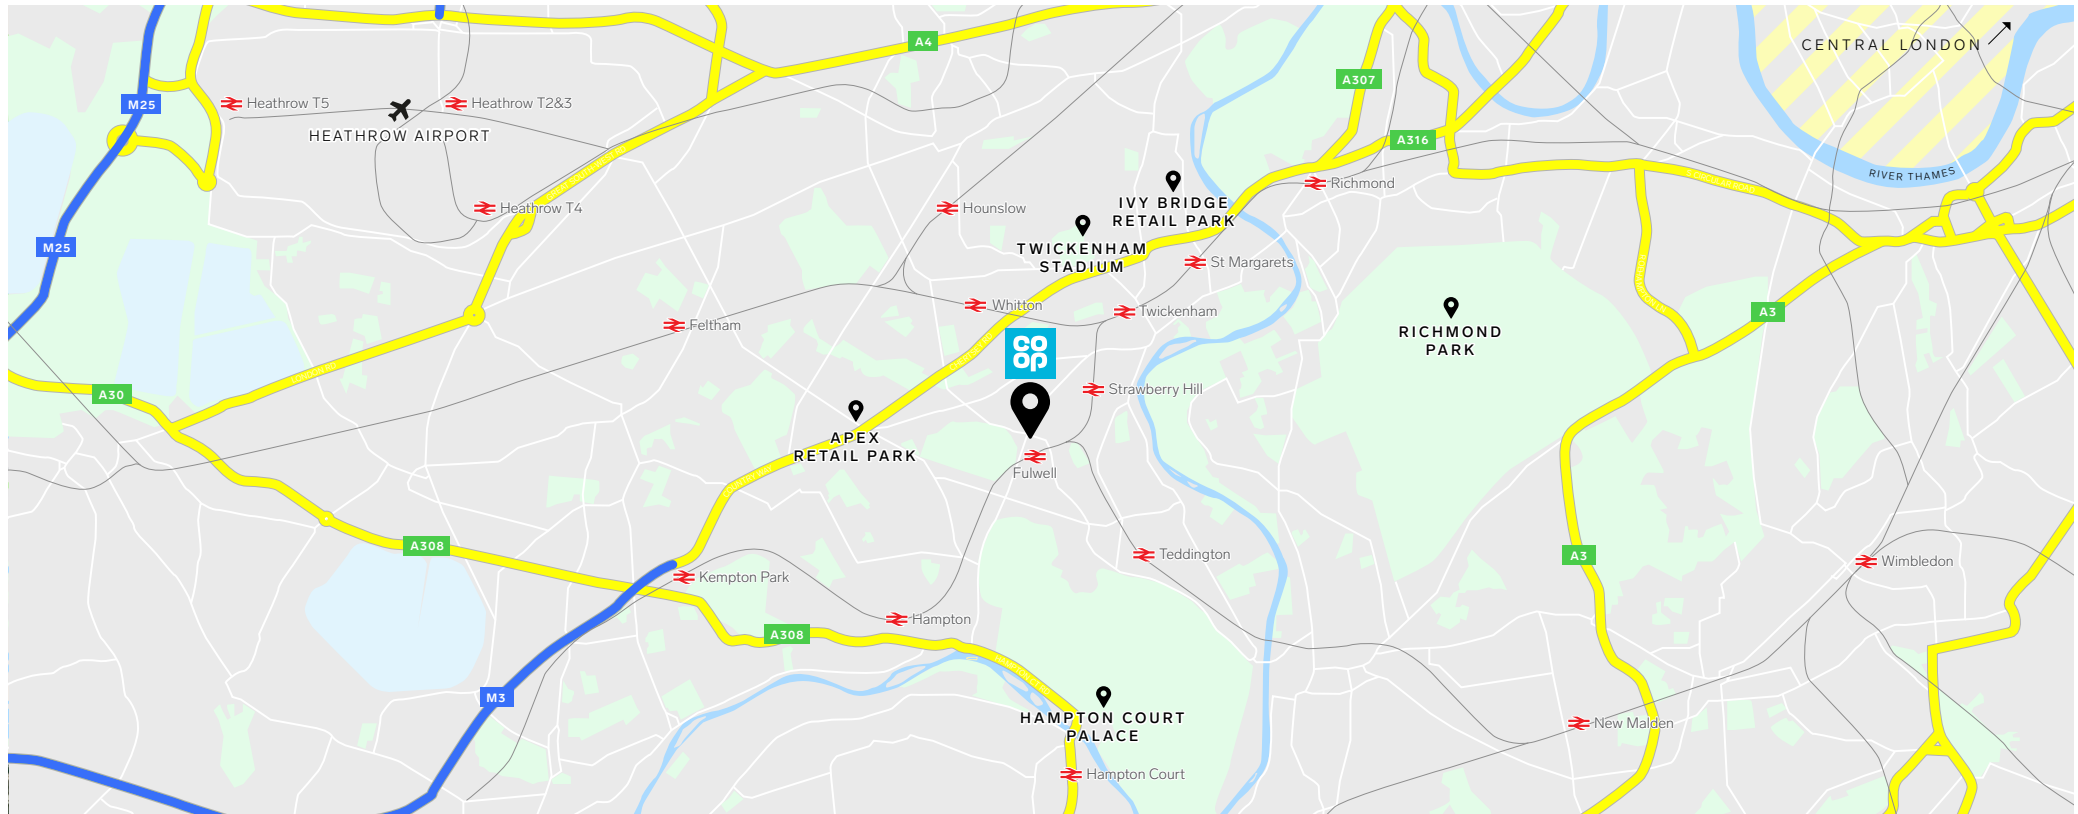 A4
CENTRAL LONDON
A307
M25
Heathrow T5
Heathrow T2&3
HEATHROW AIRPORT
A316
RIVER THAMES
Richmond
IVY BRIDGE
RETAIL PARK
Heathrow T4
Hounslow
M25
TWICKENHAM
STADIUM
St Margarets
Whitton
Twickenham
A3
Feltham
RICHMOND
PARK
CO
OP
A30
Strawberry Hill
APEX
RETAIL PARK
Fulwell
A308
Teddington
A3
Wimbledon
Kempton Park
Hampton
A308
M3
HAMPTON COURT
PALACE
New Malden
Hampton Court